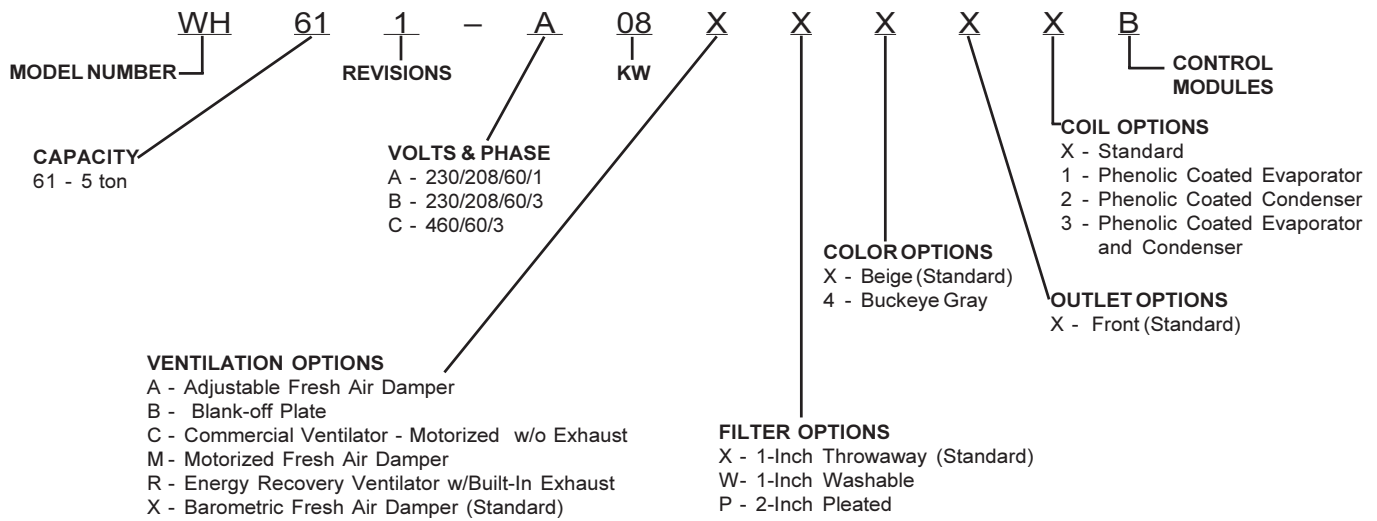 WH 61 1 – A 08 X X X X X B
MODEL NUMBER
REVISIONS
KW
CONTROL
MODULES
CAPACITY
61 - 5 ton
VOLTS & PHASE
A - 230/208/60/1
B - 230/208/60/3
C - 460/60/3
COIL OPTIONS
X - Standard
1 - Phenolic Coated Evaporator
2 - Phenolic Coated Condenser
3 - Phenolic Coated Evaporator
and Condenser
COLOR OPTIONS
X - Beige (Standard)
4 - Buckeye Gray
OUTLET OPTIONS
X - Front (Standard)
VENTILATION OPTIONS
A - Adjustable Fresh Air Damper
B - Blank-off Plate
C - Commercial Ventilator - Motorized w/o Exhaust
M - Motorized Fresh Air Damper
R - Energy Recovery Ventilator w/Built-In Exhaust
X - Barometric Fresh Air Damper (Standard)
FILTER OPTIONS
X - 1-Inch Throwaway (Standard)
W- 1-Inch Washable
P - 2-Inch Pleated